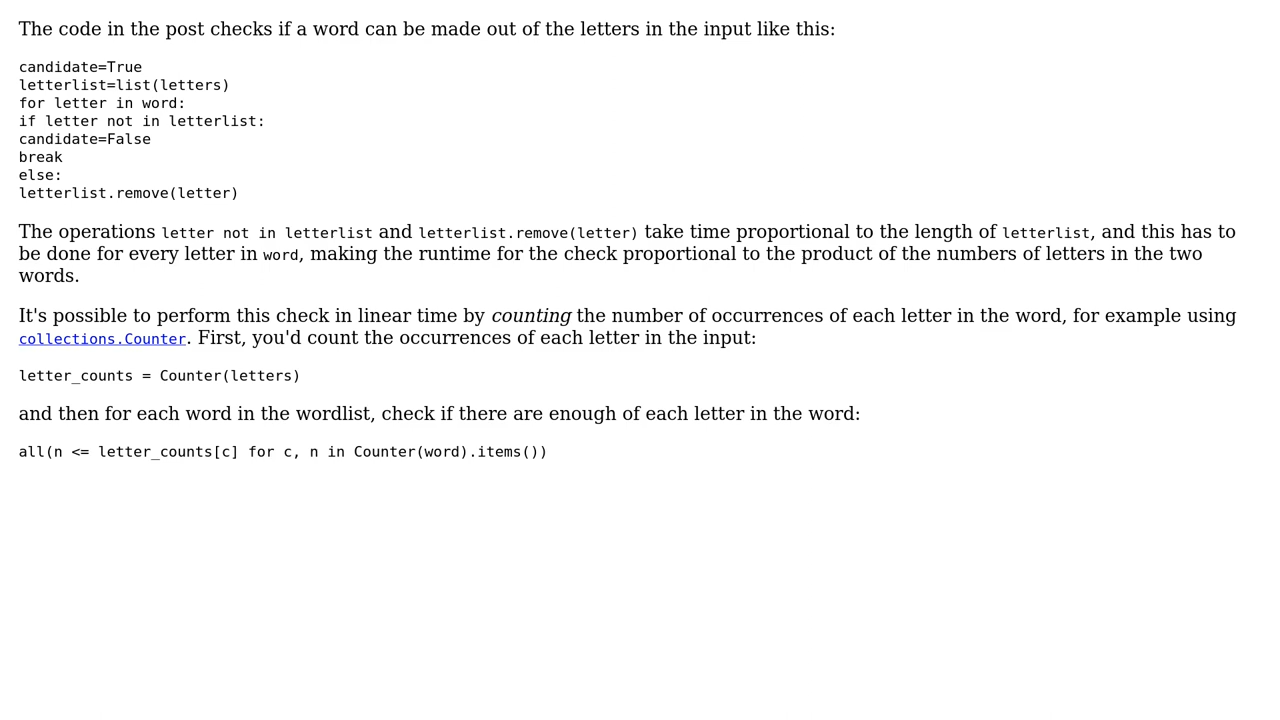 The code in the post checks if a word can be made out of the letters in the input like this:
candidate=True
letterlist=list(letters)
for letter in word:
if letter not in letterlist:
candidate=False
break
else:
letterlist.remove(letter)
The operations letter not in letterlist and letterlist.remove(letter) take time proportional to the length of letterlist, and this has to
be done for every letter in word, making the runtime for the check proportional to the product of the numbers of letters in the two
words.
It's possible to perform this check in linear time by counting the number of occurrences of each letter in the word, for example using
collections.Counter. First, you'd count the occurrences of each letter in the input:
letter_counts = Counter(letters)
and then for each word in the wordlist, check if there are enough of each letter in the word:
all(n <= letter_counts[c] for c, n in Counter(word).items())